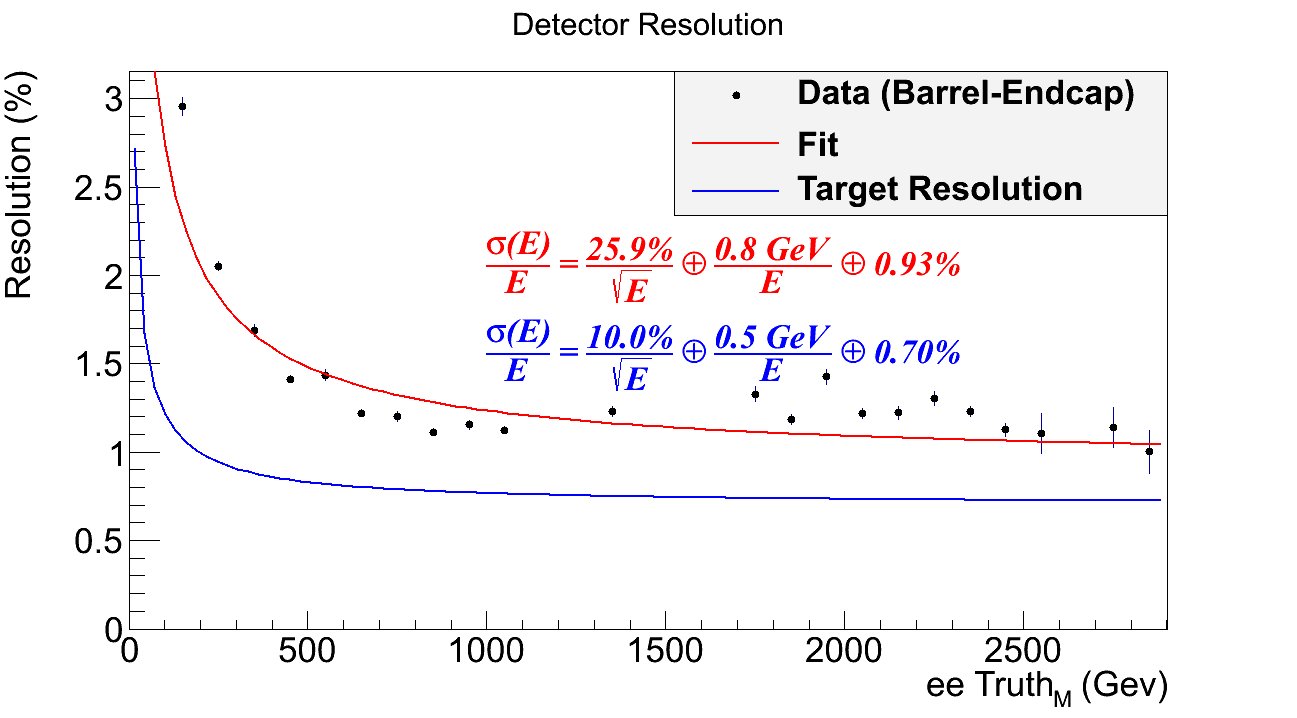 Detector Resolution
Resolution (%)
3
2.5
2
1.5
1
0.5
0
Data (Barrel-Endcap)
Fit
Target Resolution
σ(E)/E = 25.9%/√E ⊕ 0.8 GeV/E ⊕ 0.93%
σ(E)/E = 10.0%/√E ⊕ 0.5 GeV/E ⊕ 0.70%
0 500 1000 1500 2000 2500
ee Truth_M (Gev)